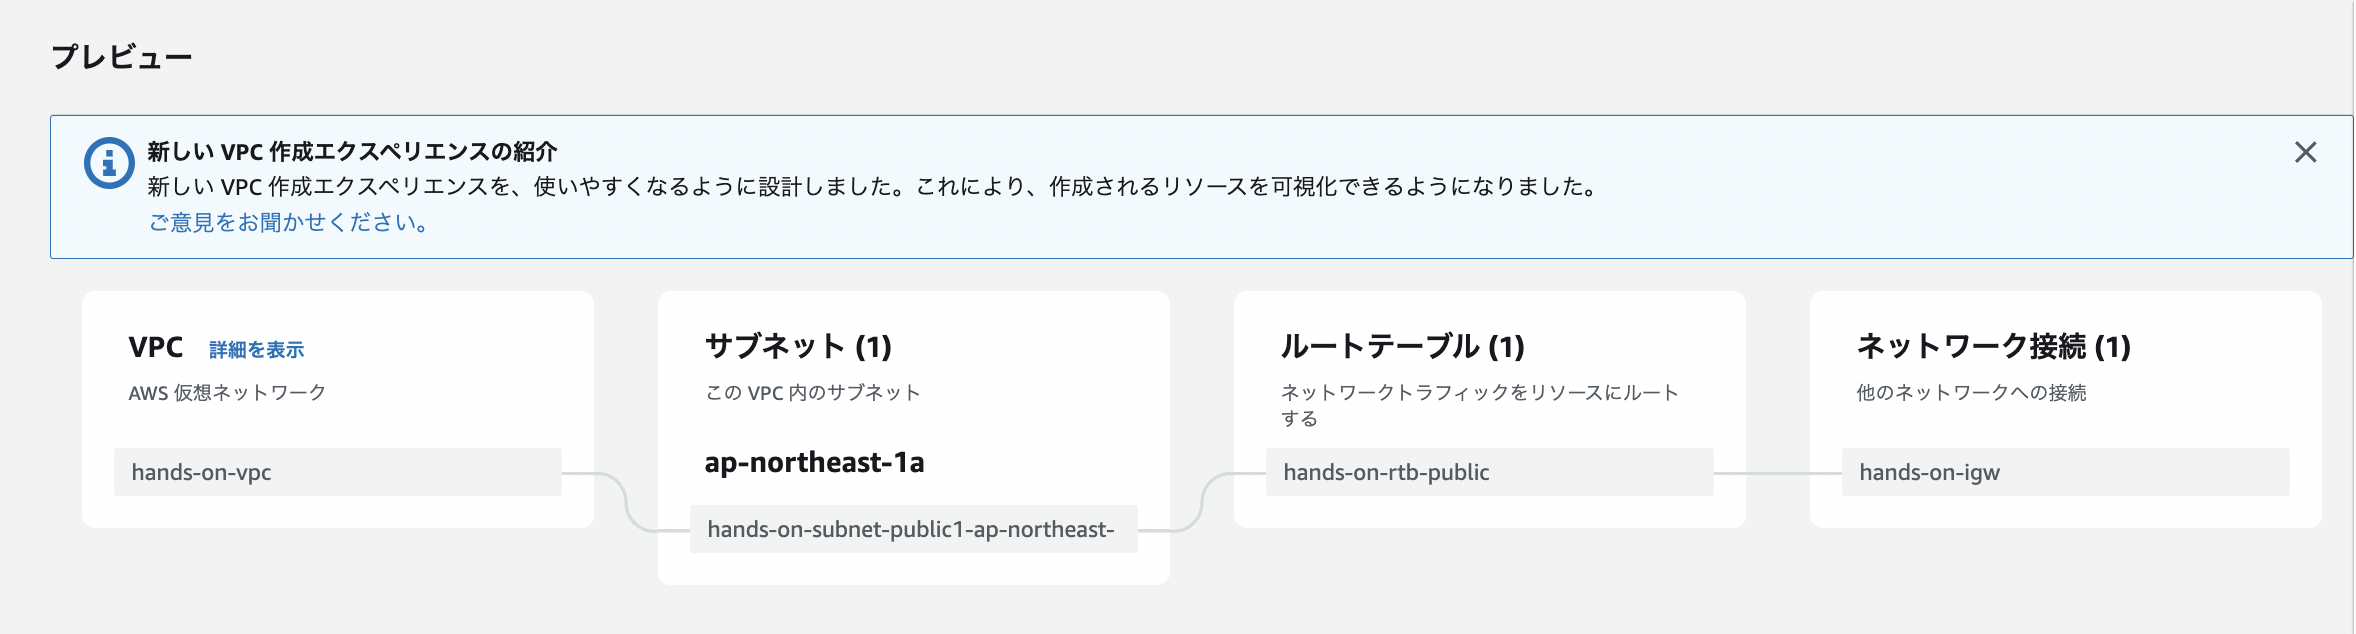 プレビュー
新しい VPC 作成エクスペリエンスの紹介
新しい VPC 作成エクスペリエンスを、使いやすくなるように設計しました。これにより、作成されるリソースを可視化できるようになりました。
ご意見をお聞かせください。
VPC 詳細を表示
AWS 仮想ネットワーク
hands-on-vpc
サブネット (1)
この VPC 内のサブネット
ap-northeast-1a
hands-on-subnet-public1-ap-northeast-
ルートテーブル (1)
ネットワークトラフィックをリソースにルート
する
hands-on-rtb-public
ネットワーク接続 (1)
他のネットワークへの接続
hands-on-igw